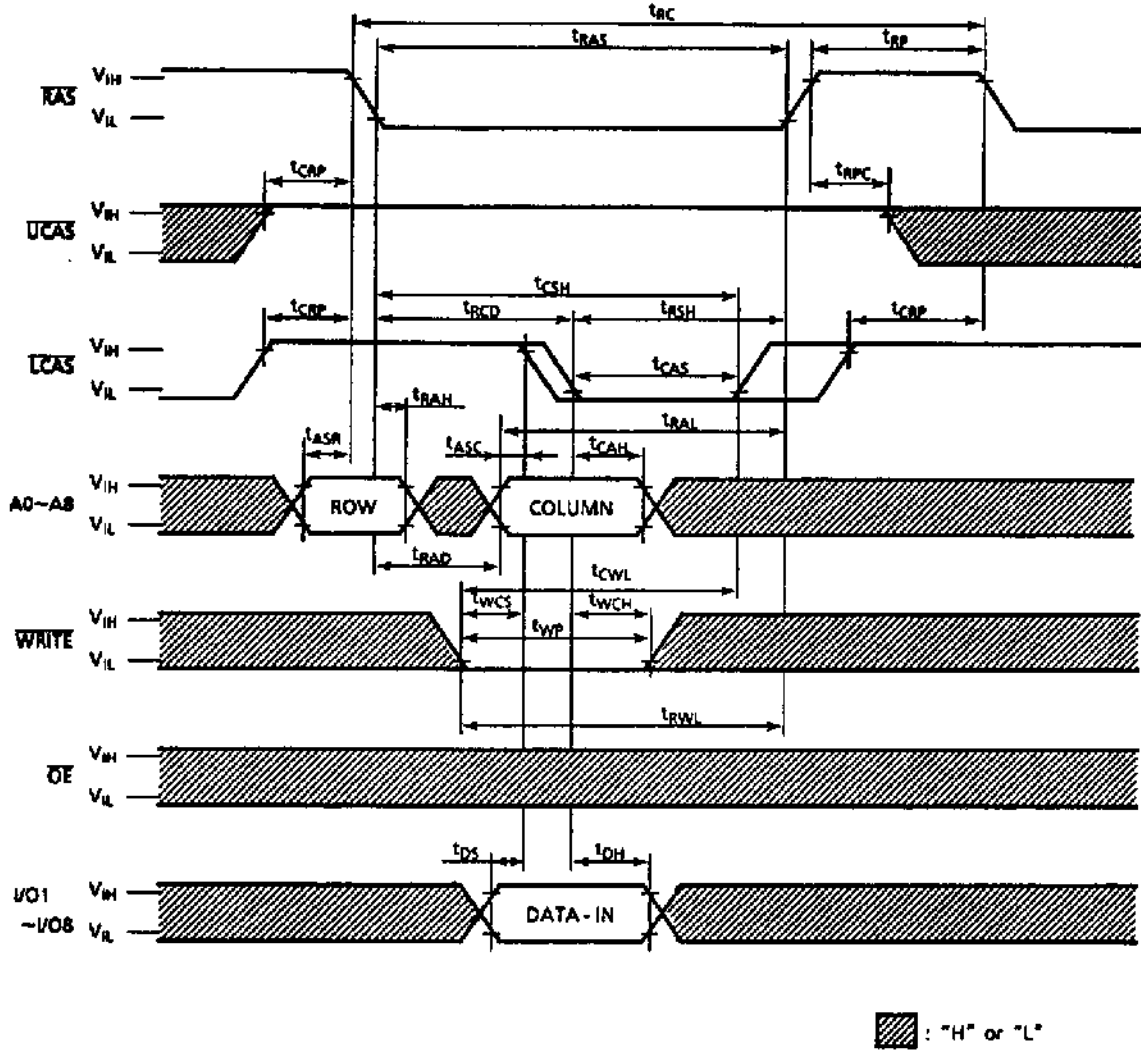 tRC
tRAS
tRP
RAS
VIH
VIL
tCRP
tRPC
UCAS
VIH
VIL
tCSH
tCRP
tRCD
tRSH
tCRP
LCAS
VIH
VIL
tCAS
tRAH
tRAL
tASR
tASC
tCAH
A0~A8
VIH
VIL
ROW
COLUMN
tRAD
tCWL
tWCS
tWCH
tWP
WRITE
VIH
VIL
tRWL
OE
VIH
VIL
tDS
tDH
I/O1
~I/O8
VIH
VIL
DATA-IN
: "H" or "L"